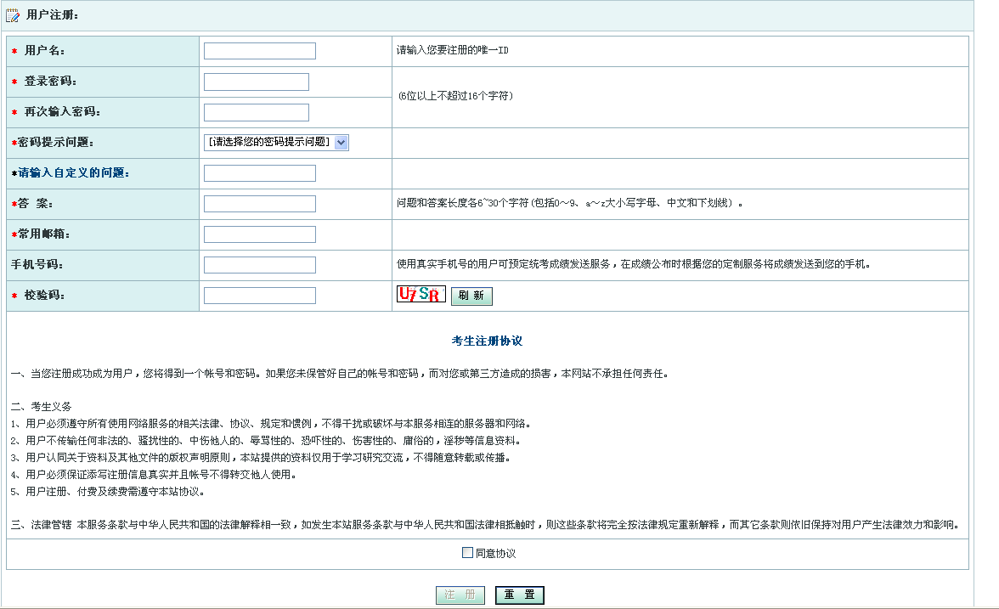 用户注册：
* 用户名： 请输入您要注册的唯一ID
* 登录密码：
(6位以上不超过16个字符)
* 再次输入密码：
*密码提示问题： [请选择您的密码提示问题]
*请输入自定义的问题：
*答 案： 问题和答案长度各6~30个字符(包括0～9、a～z大小写字母、中文和下划线) 。
*常用邮箱：
手机号码： 使用真实手机号的用户可预定统考成绩发送服务，在成绩公布时根据您的定制服务将成绩发送到您的手机。
* 校验码： U7SR 刷 新
考生注册协议
一、当您注册成功成为用户，您将得到一个帐号和密码。如果您未保管好自己的帐号和密码，而对您或第三方造成的损害，本网站不承担任何责任。
二、考生义务
1、用户必须遵守所有使用网络服务的相关法律、协议、规定和惯例，不得干扰或破坏与本服务相连的服务器和网络。
2、用户不传输任何非法的、骚扰性的、中伤他人的、辱骂性的、恐吓性的、伤害性的、庸俗的，淫秽等信息资料。
3、用户认同关于资料及其他文件的版权声明原则，本站提供的资料仅用于学习研究交流，不得随意转载或传播。
4、用户必须保证添写注册信息真实并且帐号不得转交他人使用。
5、用户注册、付费及续费需遵守本站协议。
三、法律管辖 本服务条款与中华人民共和国的法律解释相一致，如发生本站服务条款与中华人民共和国法律相抵触时，则这些条款将完全按法律规定重新解释，而其它条款则依旧保持对用户产生法律效力和影响。
同意协议
注 册 重 置